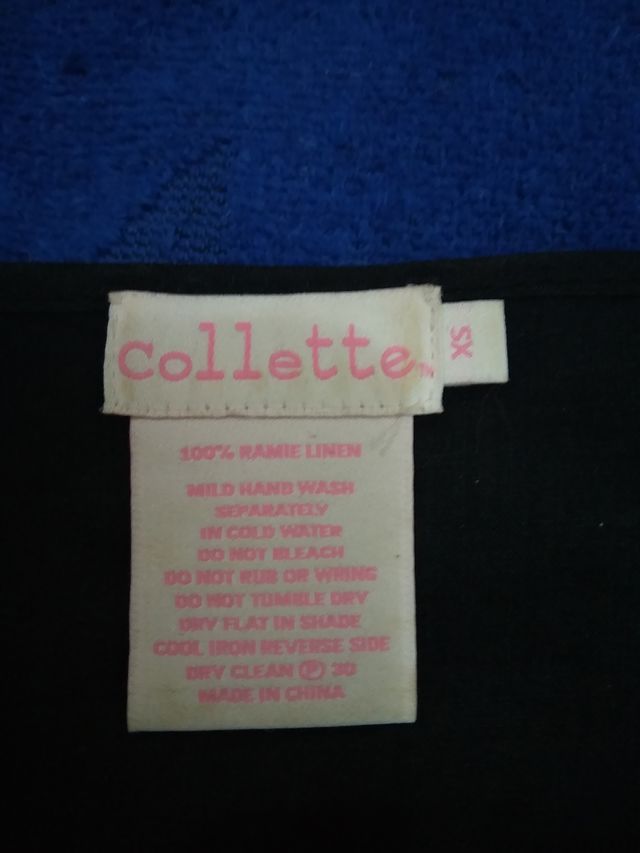 Collette™
XS
100% RAMIE LINEN
MILD HAND WASH
SEPARATELY
IN COLD WATER
DO NOT BLEACH
DO NOT RUB OR WRING
DO NOT TUMBLE DRY
DRY FLAT IN SHADE
COOL IRON REVERSE SIDE
DRY CLEAN Ⓟ 30
MADE IN CHINA